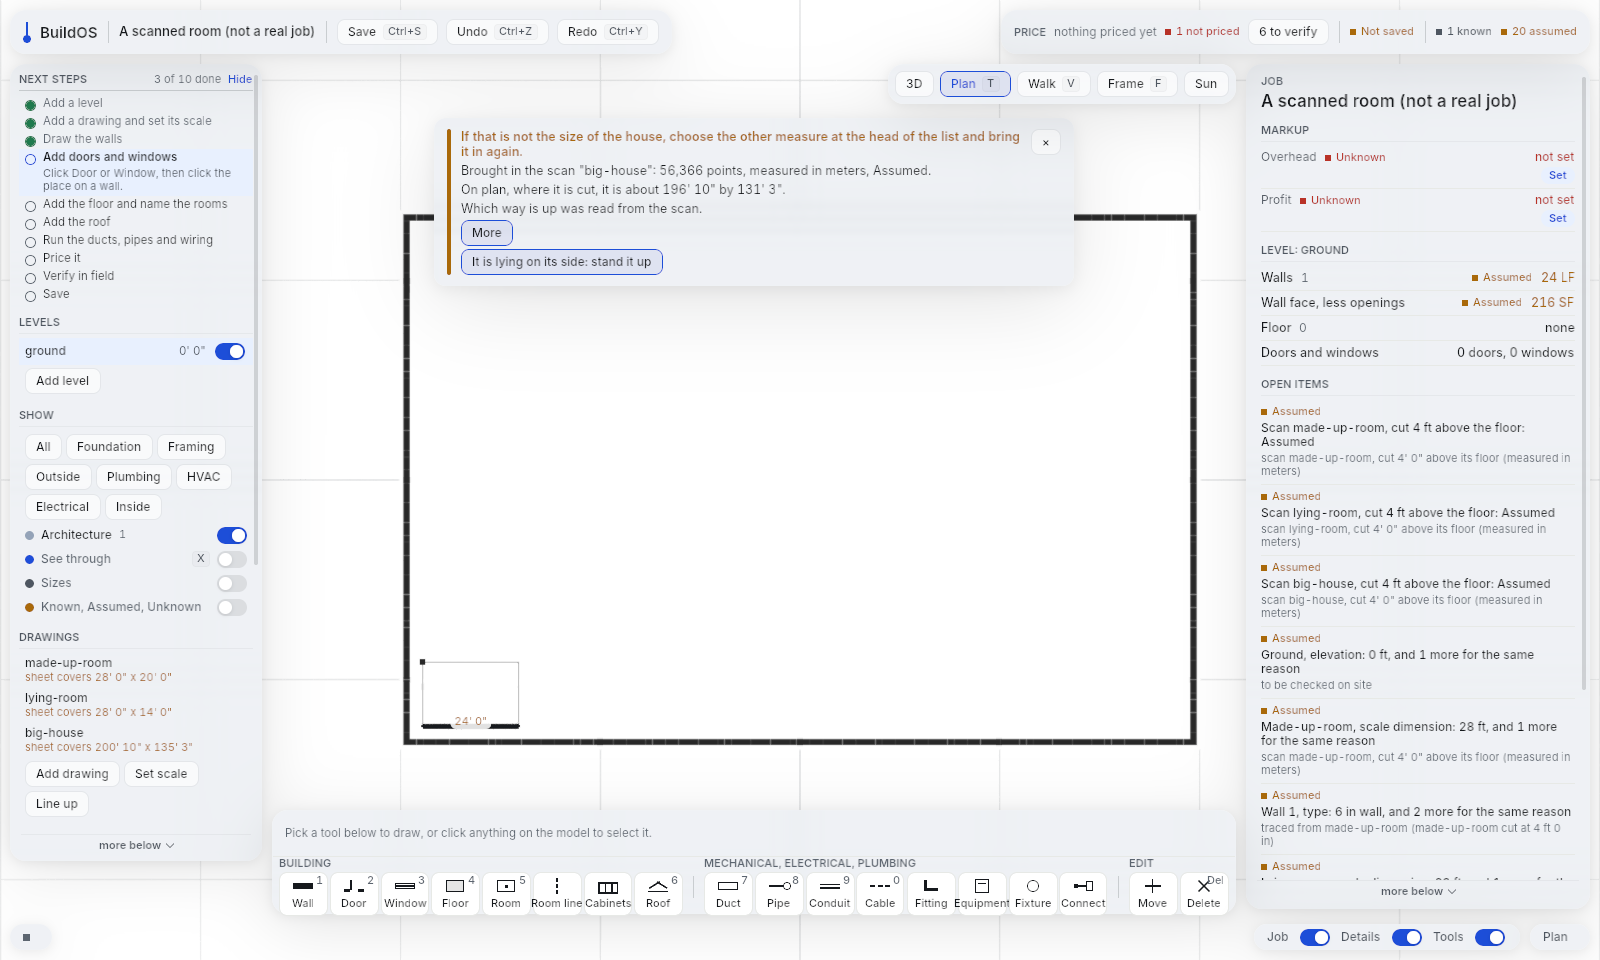 BuildOS
A scanned room (not a real job)
Save Ctrl+S
Undo Ctrl+Z
Redo Ctrl+Y
PRICE nothing priced yet
1 not priced
6 to verify
Not saved
1 known
20 assumed
NEXT STEPS 3 of 10 done Hide
Add a level
Add a drawing and set its scale
Draw the walls
Add doors and windows
Click Door or Window, then click the
place on a wall.
Add the floor and name the rooms
Add the roof
Run the ducts, pipes and wiring
Price it
Verify in field
Save
LEVELS
ground 0' 0"
Add level
SHOW
All Foundation Framing
Outside Plumbing HVAC
Electrical Inside
Architecture 1
See through X
Sizes
Known, Assumed, Unknown
DRAWINGS
made-up-room
sheet covers 28' 0" x 20' 0"
lying-room
sheet covers 28' 0" x 14' 0"
big-house
sheet covers 200' 10" x 135' 3"
Add drawing Set scale
Line up
more below
3D
Plan T
Walk V
Frame F
Sun
If that is not the size of the house, choose the other measure at the head of the list and bring
it in again.
×
Brought in the scan "big-house": 56,366 points, measured in meters, Assumed.
On plan, where it is cut, it is about 196' 10" by 131' 3".
Which way is up was read from the scan.
More
It is lying on its side: stand it up
24' 0"
Pick a tool below to draw, or click anything on the model to select it.
BUILDING
Wall 1
Door 2
Window 3
Floor 4
Room 5
Room line
Cabinets
Roof 6
MECHANICAL, ELECTRICAL, PLUMBING
Duct 7
Pipe 8
Conduit 9
Cable 0
Fitting
Equipment
Fixture
Connect
EDIT
Move
Delete Del
JOB
A scanned room (not a real job)
MARKUP
Overhead Unknown not set
Set
Profit Unknown not set
Set
LEVEL: GROUND
Walls 1 Assumed 24 LF
Wall face, less openings Assumed 216 SF
Floor 0 none
Doors and windows 0 doors, 0 windows
OPEN ITEMS
Assumed
Scan made-up-room, cut 4 ft above the floor:
Assumed
scan made-up-room, cut 4' 0" above its floor (measured in
meters)
Assumed
Scan lying-room, cut 4 ft above the floor: Assumed
scan lying-room, cut 4' 0" above its floor (measured in
meters)
Assumed
Scan big-house, cut 4 ft above the floor: Assumed
scan big-house, cut 4' 0" above its floor (measured in
meters)
Assumed
Ground, elevation: 0 ft, and 1 more for the same
reason
to be checked on site
Assumed
Made-up-room, scale dimension: 28 ft, and 1 more
for the same reason
scan made-up-room, cut 4' 0" above its floor (measured in
meters)
Assumed
Wall 1, type: 6 in wall, and 2 more for the same reason
traced from made-up-room (made-up-room cut at 4 ft 0
in)
Assumed
more below
Job
Details
Tools
Plan